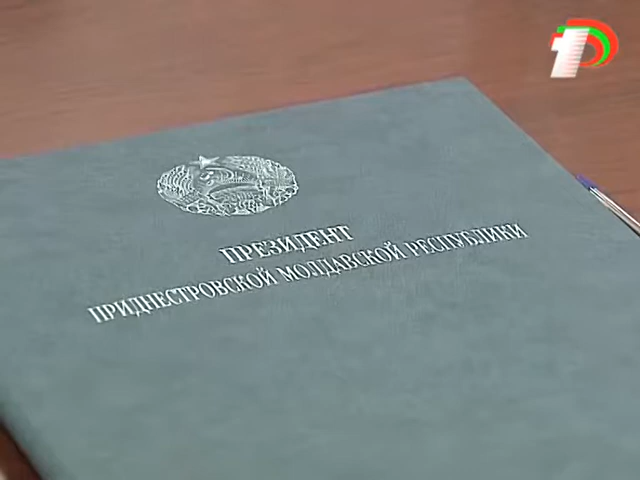 ПРЕЗИДЕНТ
ПРИДНЕСТРОВСКОЙ МОЛДАВСКОЙ РЕСПУБЛИКИ